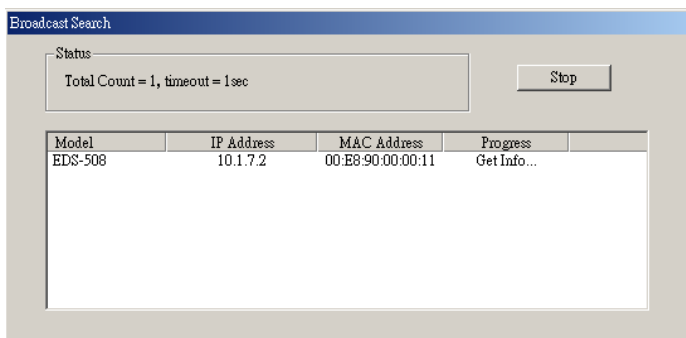 Broadcast Search
Status
Total Count = 1, timeout = 1sec
Stop
Model IP Address MAC Address Progress
EDS-508 10.1.7.2 00:E8:90:00:00:11 Get Info...